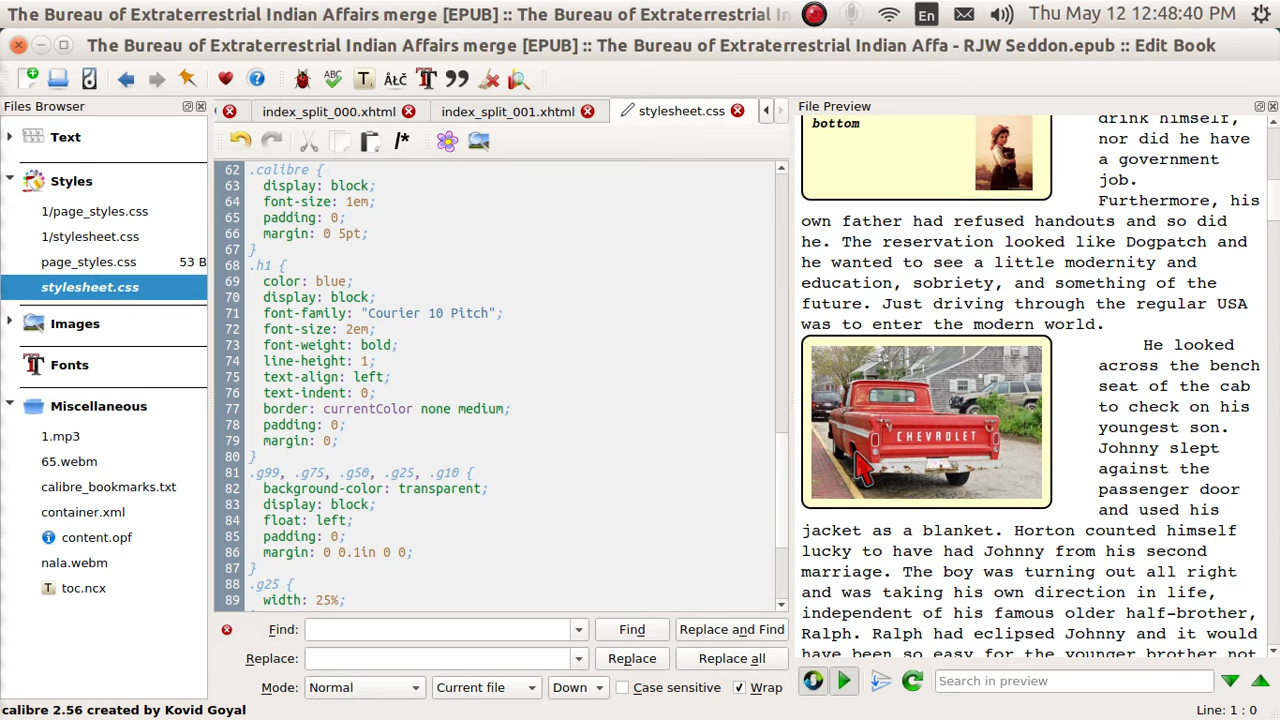 The Bureau of Extraterrestrial Indian Affairs merge [EPUB] :: The Bureau of Extraterrestrial In
En
Thu May 12 12:48:40 PM
The Bureau of Extraterrestrial Indian Affairs merge [EPUB] :: The Bureau of Extraterrestrial Indian Affa - RJW Seddon.epub :: Edit Book
ABC
T
AŁČ
T
Files Browser
Text
Styles
1/page_styles.css
1/stylesheet.css
page_styles.css 53 B
stylesheet.css
Images
Fonts
Miscellaneous
1.mp3
65.webm
calibre_bookmarks.txt
container.xml
content.opf
nala.webm
toc.ncx
index_split_000.xhtml
index_split_001.xhtml
stylesheet.css
/*
62 .calibre {
63 display: block;
64 font-size: 1em;
65 padding: 0;
66 margin: 0 5pt;
67 }
68 .h1 {
69 color: blue;
70 display: block;
71 font-family: "Courier 10 Pitch";
72 font-size: 2em;
73 font-weight: bold;
74 line-height: 1;
75 text-align: left;
76 text-indent: 0;
77 border: currentColor none medium;
78 padding: 0;
79 margin: 0;
80 }
81 .g99, .g75, .g50, .g25, .g10 {
82 background-color: transparent;
83 display: block;
84 float: left;
85 padding: 0;
86 margin: 0 0.1in 0 0;
87 }
88 .g25 {
89 width: 25%;
Find:
Find
Replace and Find
Replace:
Replace
Replace all
Mode:
Normal
Current file
Down
Case sensitive
Wrap
File Preview
bottom
drink himself,
nor did he have
a government
job.
Furthermore, his
own father had refused handouts and so did
he. The reservation looked like Dogpatch and
he wanted to see a little modernity and
education, sobriety, and something of the
future. Just driving through the regular USA
was to enter the modern world.
CHEVROLET
He looked
across the bench
seat of the cab
to check on his
youngest son.
Johnny slept
against the
passenger door
and used his
jacket as a blanket. Horton counted himself
lucky to have had Johnny from his second
marriage. The boy was turning out all right
and was taking his own direction in life,
independent of his famous older half-brother,
Ralph. Ralph had eclipsed Johnny and it would
have been so easy for the younger brother not
Search in preview
calibre 2.56 created by Kovid Goyal
Line: 1 : 0